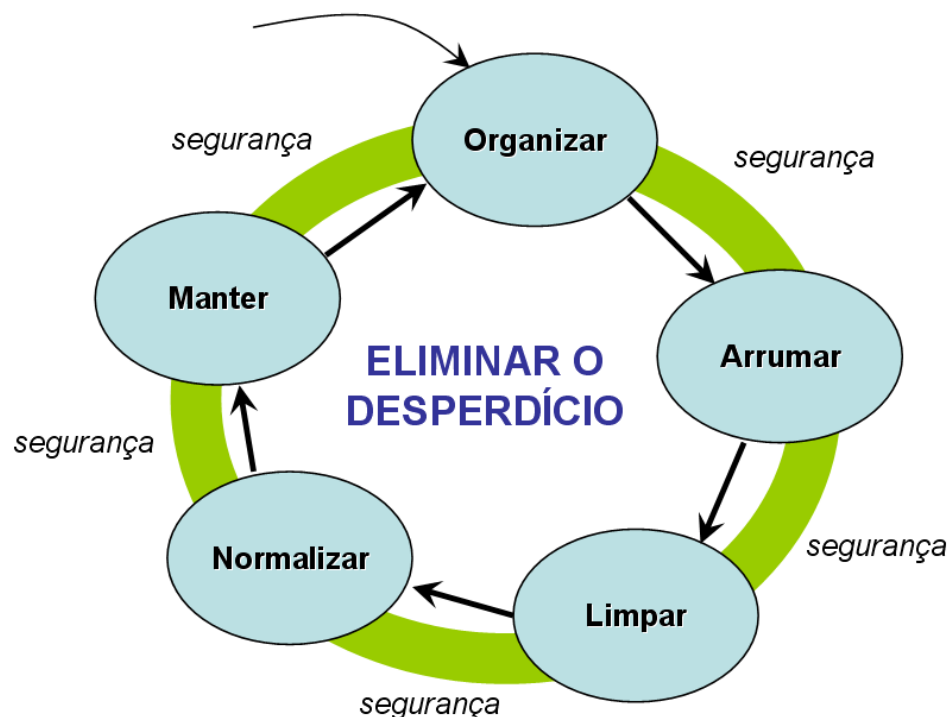 Organizar
segurança
segurança
Manter
Arrumar
ELIMINAR O
DESPERDÍCIO
segurança
segurança
Normalizar
Limpar
segurança